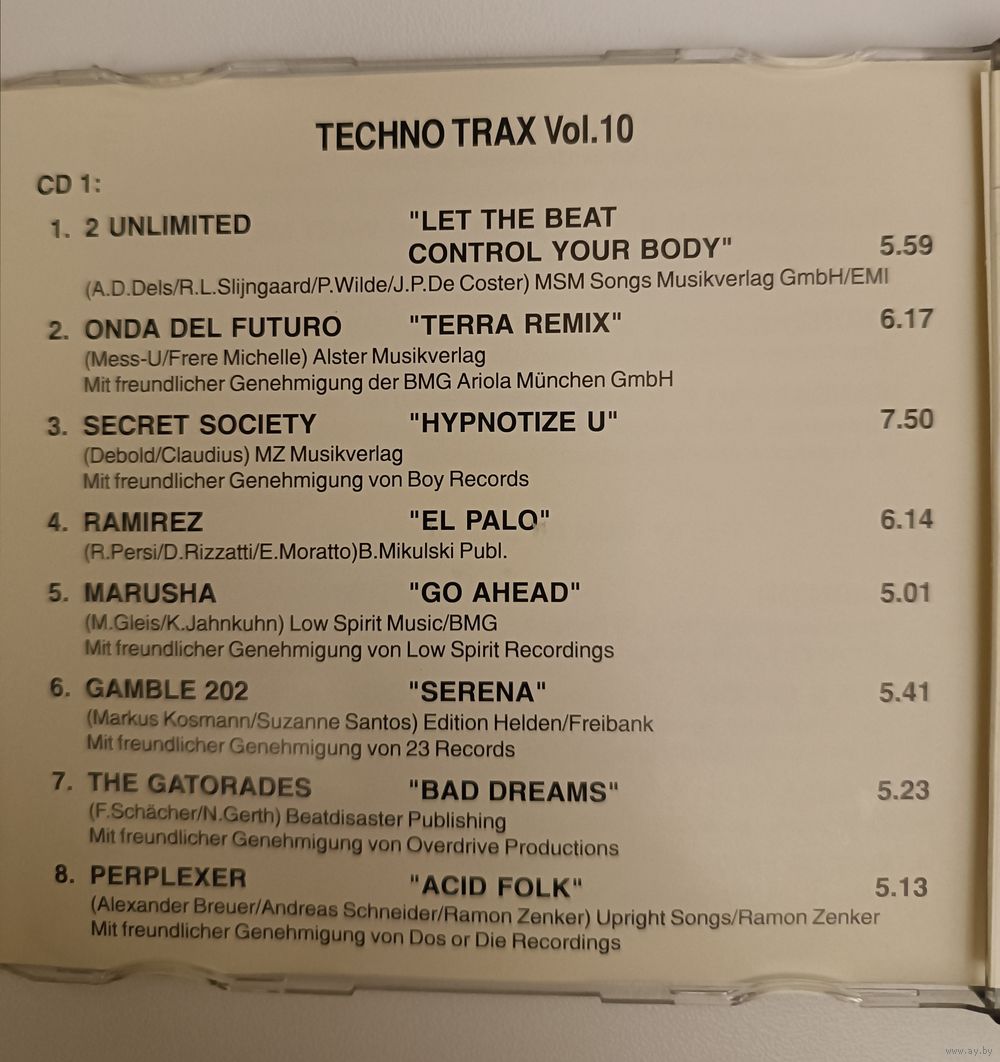 TECHNO TRAX Vol.10
CD 1:
1. 2 UNLIMITED "LET THE BEAT
CONTROL YOUR BODY" 5.59
(A.D.Dels/R.L.Slijngaard/P.Wilde/J.P.De Coster) MSM Songs Musikverlag GmbH/EMI
2. ONDA DEL FUTURO "TERRA REMIX" 6.17
(Mess-U/Frere Michelle) Alster Musikverlag
Mit freundlicher Genehmigung der BMG Ariola München GmbH
3. SECRET SOCIETY "HYPNOTIZE U" 7.50
(Debold/Claudius) MZ Musikverlag
Mit freundlicher Genehmigung von Boy Records
4. RAMIREZ "EL PALO" 6.14
(R.Persi/D.Rizzatti/E.Moratto)B.Mikulski Publ.
5. MARUSHA "GO AHEAD" 5.01
(M.Gleis/K.Jahnkuhn) Low Spirit Music/BMG
Mit freundlicher Genehmigung von Low Spirit Recordings
6. GAMBLE 202 "SERENA" 5.41
(Markus Kosmann/Suzanne Santos) Edition Helden/Freibank
Mit freundlicher Genehmigung von 23 Records
7. THE GATORADES "BAD DREAMS" 5.23
(F.Schächer/N.Gerth) Beatdisaster Publishing
Mit freundlicher Genehmigung von Overdrive Productions
8. PERPLEXER "ACID FOLK" 5.13
(Alexander Breuer/Andreas Schneider/Ramon Zenker) Upright Songs/Ramon Zenker
Mit freundlicher Genehmigung von Dos or Die Recordings
www.ay.by